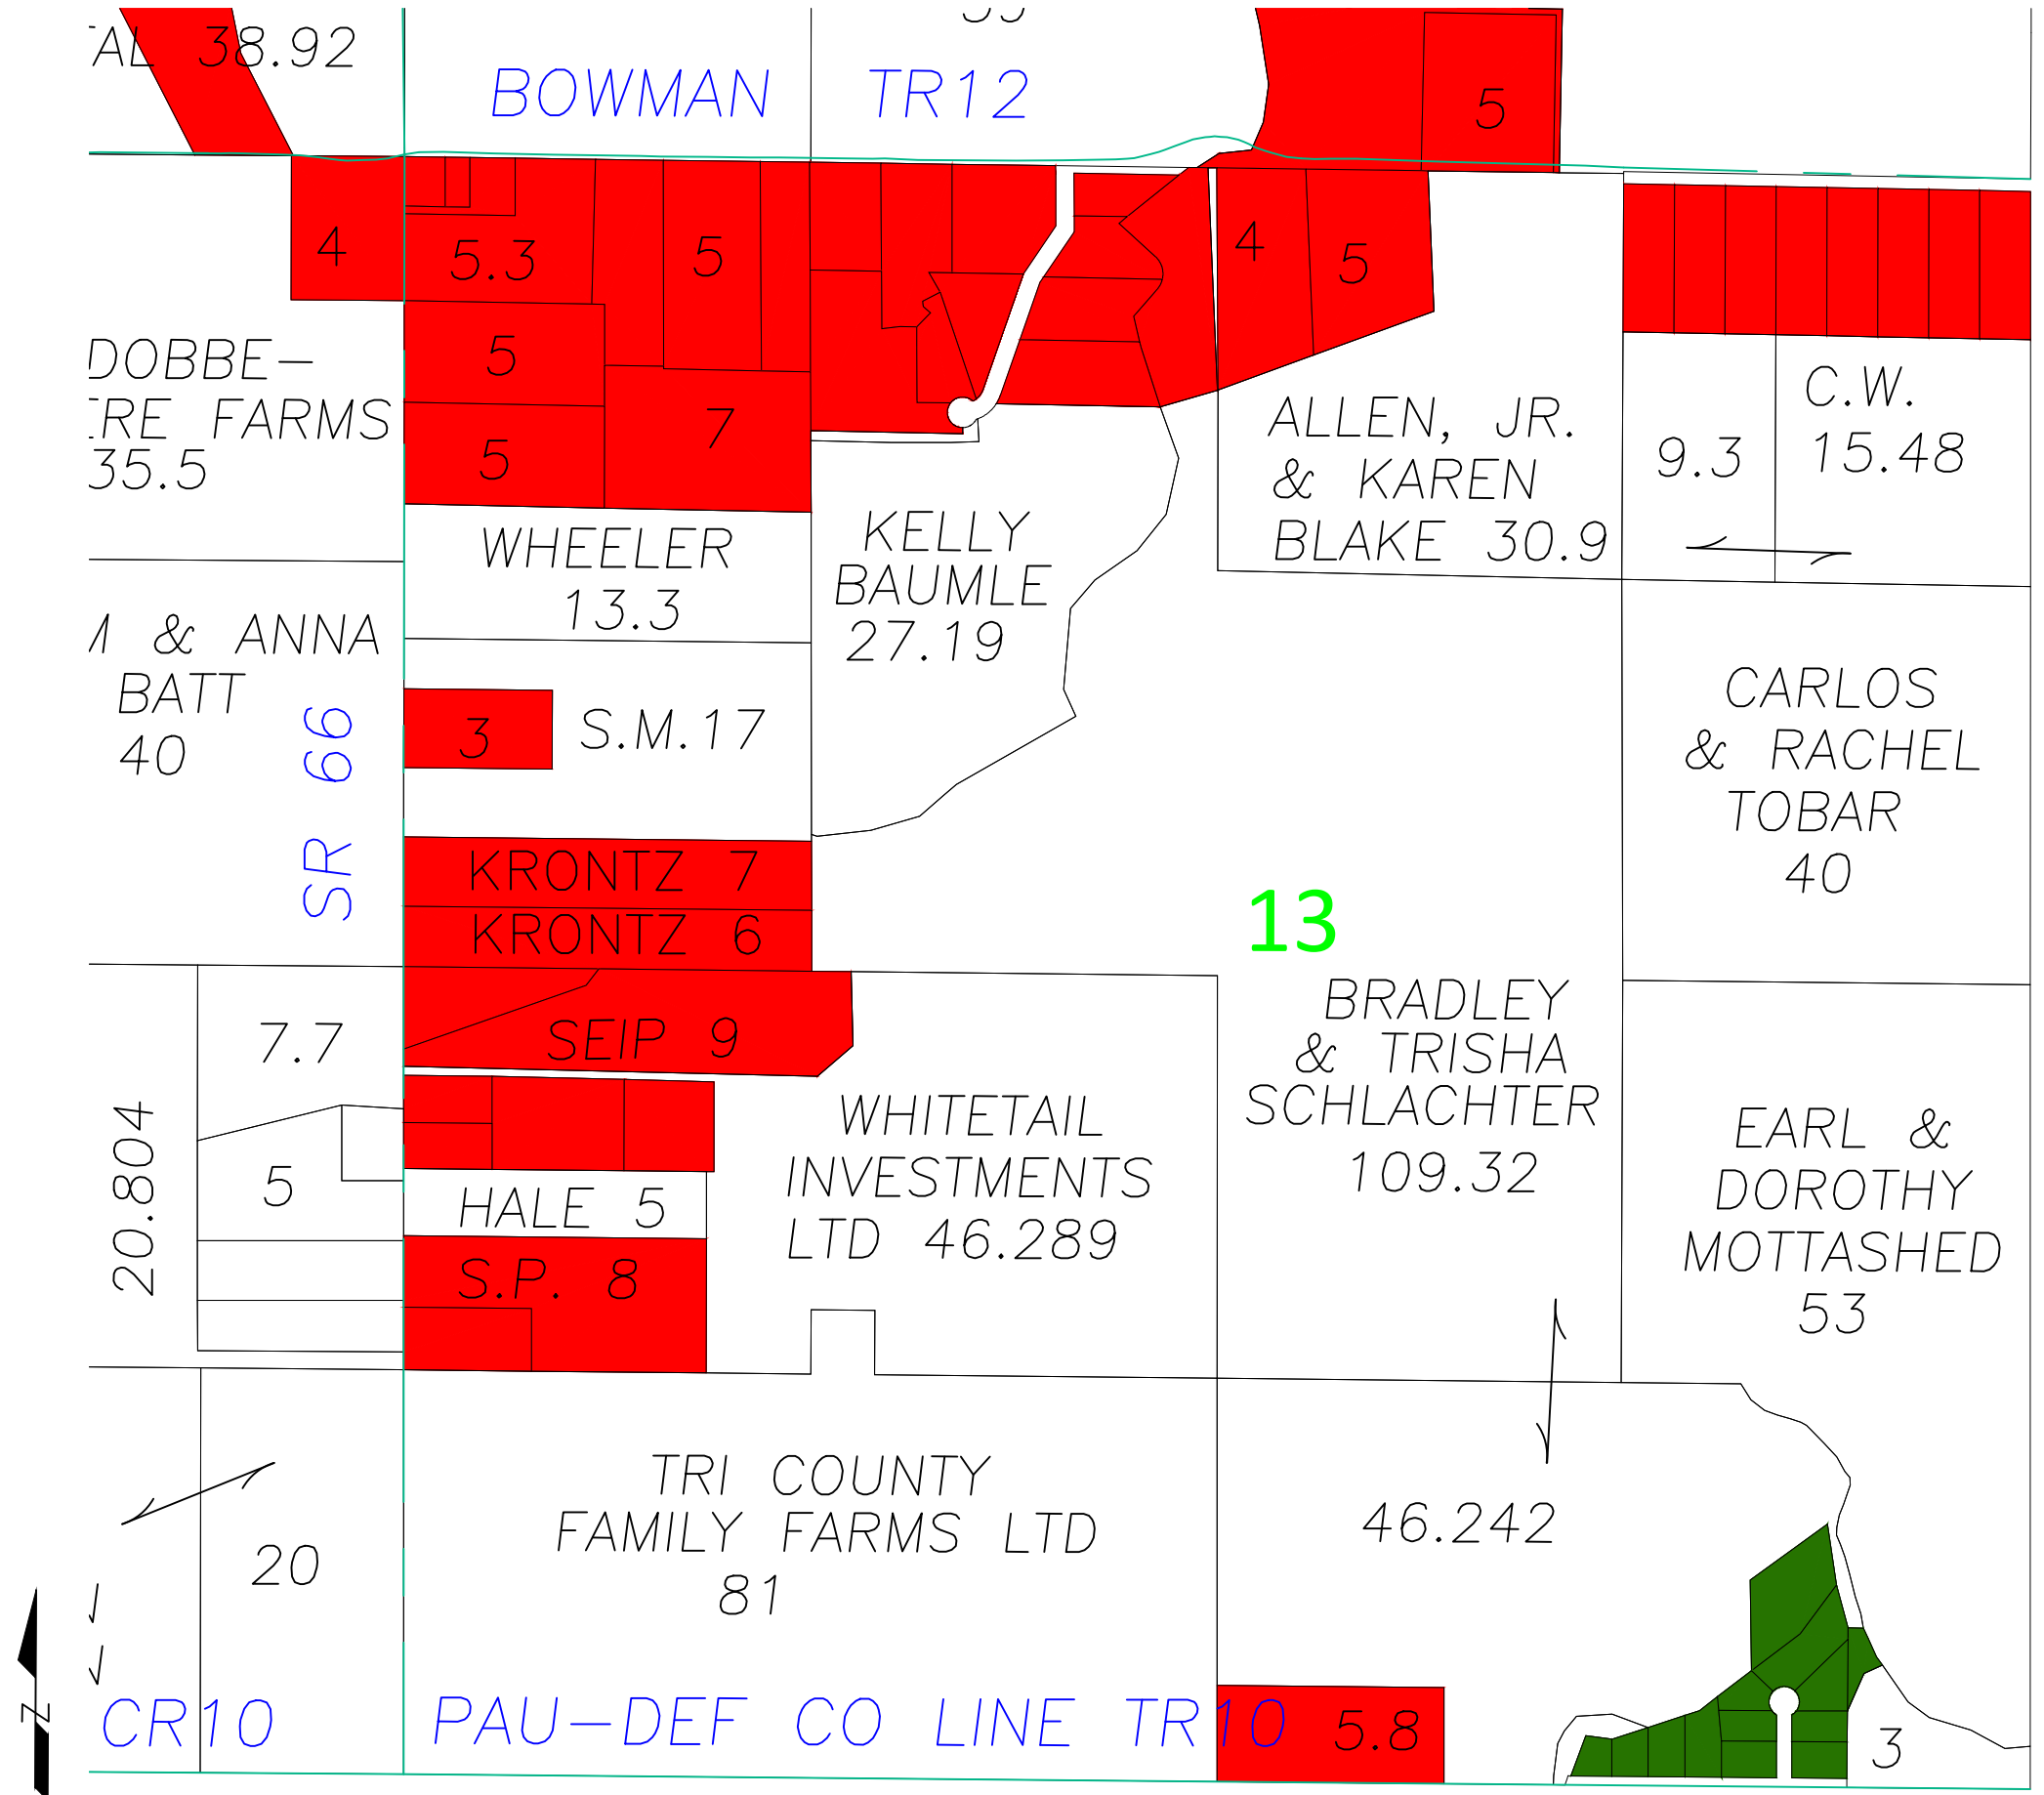 AL 38.92
BOWMAN TR12
5
4
5.3
5
4
5
5
5
7
DOBBE-
RE FARMS
35.5
ALLEN, JR.
& KAREN
BLAKE 30.9
9.3
C.W.
15.48
WHEELER
13.3
KELLY
BAUMLE
27.19
& ANNA
BATT
40
SR 66
3
S.M.17
CARLOS
& RACHEL
TOBAR
40
KRONTZ 7
KRONTZ 6
13
SEIP 9
7.7
5
20.804
BRADLEY
& TRISHA
SCHLACHTER
109.32
WHITETAIL
INVESTMENTS
LTD 46.289
HALE 5
S.P. 8
EARL &
DOROTHY
MOTTASHED
53
TRI COUNTY
FAMILY FARMS LTD
81
46.242
20
N
CR10
PAU-DEF CO LINE TR10
5.8
3